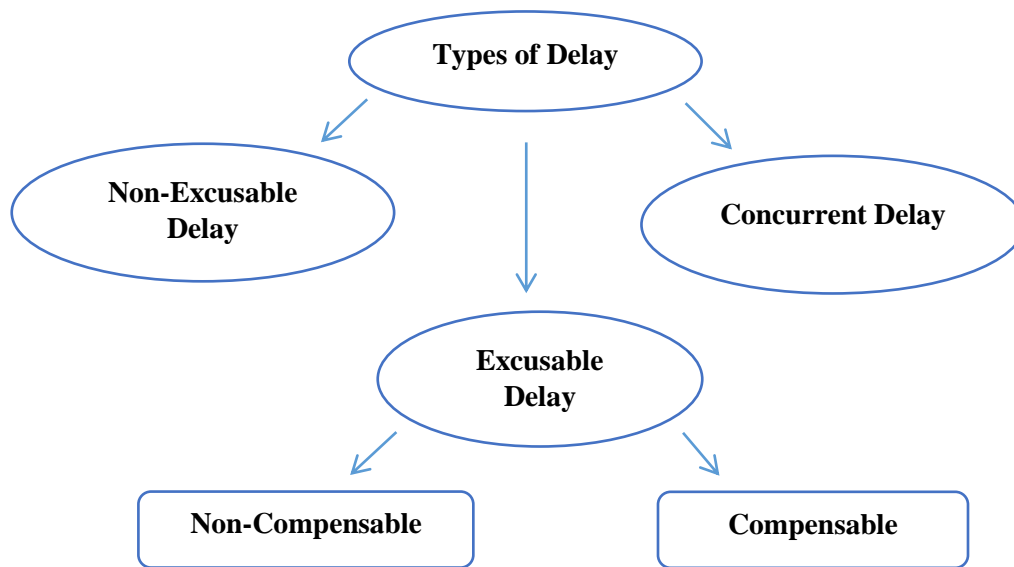 Types of Delay
Non-Excusable
Delay
Concurrent Delay
Excusable
Delay
Non-Compensable
Compensable